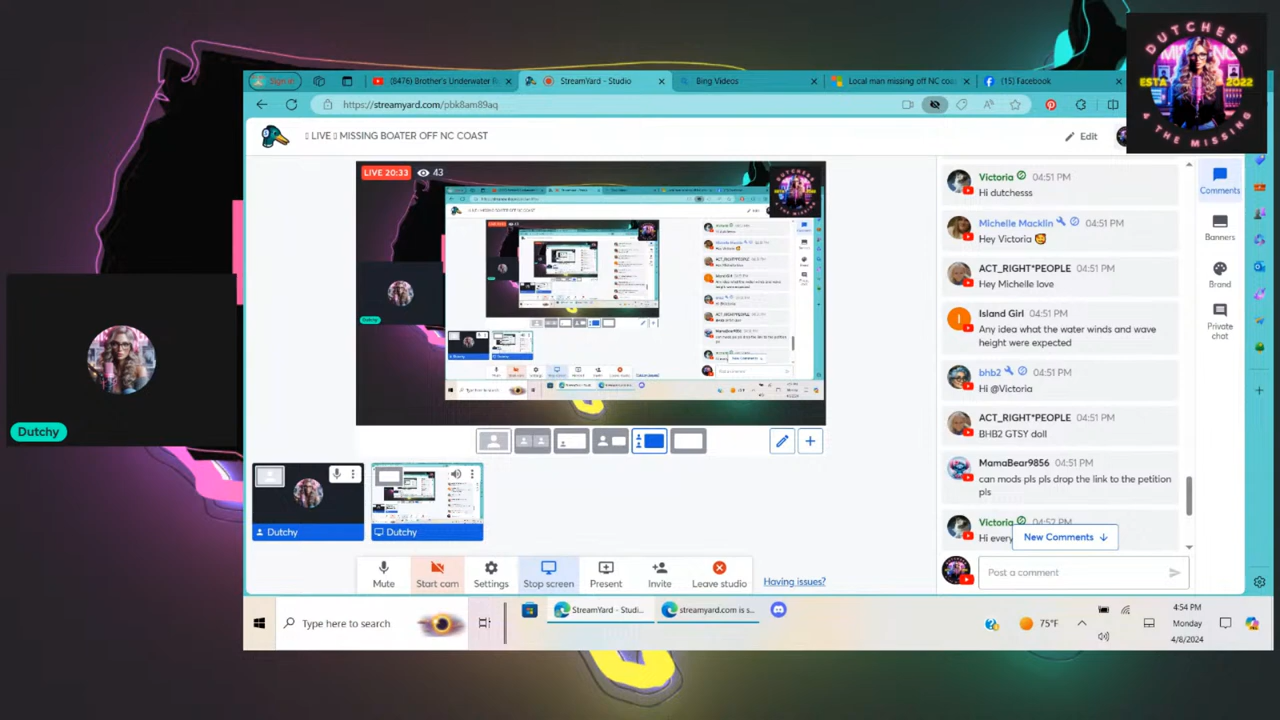 DUTCHESS
ESTA 2022
4 THE MISSING
Sign in
(8476) Brother's Underwater R
StreamYard - Studio
Bing Videos
Local man missing off NC coa
(15) Facebook
https://streamyard.com/pbk8am89aq
LIVE MISSING BOATER OFF NC COAST
Edit
LIVE 20:33 43
Victoria 04:51 PM
Hi dutchesss
Michelle Macklin 04:51 PM
Hey Victoria
ACT_RIGHT*PEOPLE 04:51 PM
Hey Michelle love
Island Girl 04:51 PM
Any idea what the water winds and wave
height were expected
bhb2 04:51 PM
Hi @Victoria
ACT_RIGHT*PEOPLE 04:51 PM
BHB2 GTSY doll
MamaBear9856 04:51 PM
can mods pls pls drop the link to the petition
pls
Victoria 04:52 PM
Hi every
New Comments ↓
Post a comment
Comments
Banners
Brand
Private
chat
Dutchy
Dutchy
Dutchy
Mute
Start cam
Settings
Stop screen
Present
Invite
Leave studio
Having issues?
Type here to search
StreamYard - Studi...
streamyard.com is s...
75°F
4:54 PM
Monday
4/8/2024